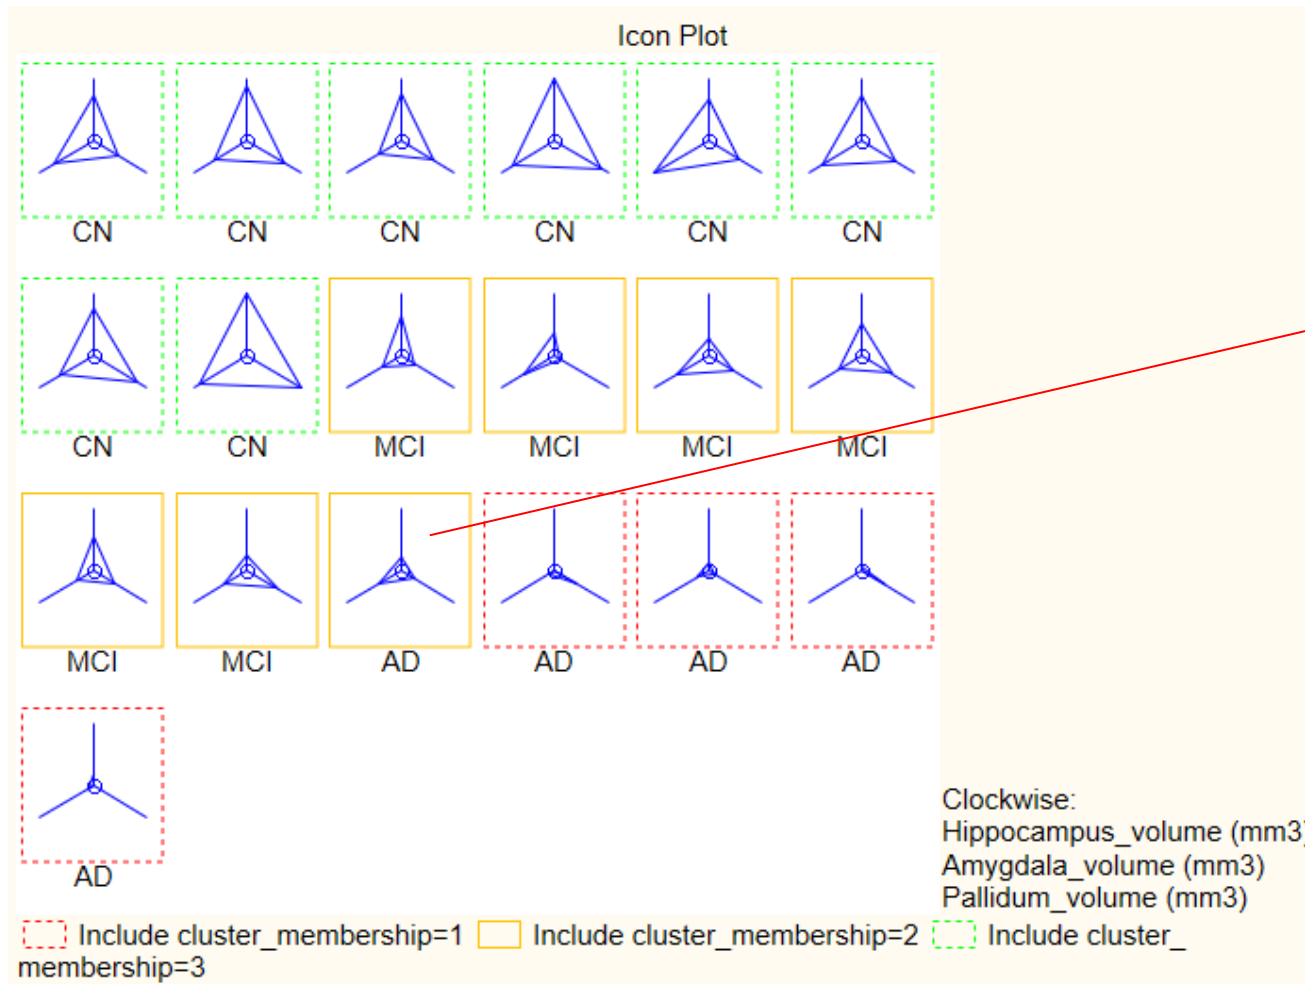 Icon Plot
CN CN CN CN CN CN
CN CN MCI MCI MCI MCI
MCI MCI AD AD AD AD
AD
Clockwise:
Hippocampus_volume (mm3)
Amygdala_volume (mm3)
Pallidum_volume (mm3)
Include cluster_membership=1 Include cluster_membership=2 Include cluster_
membership=3